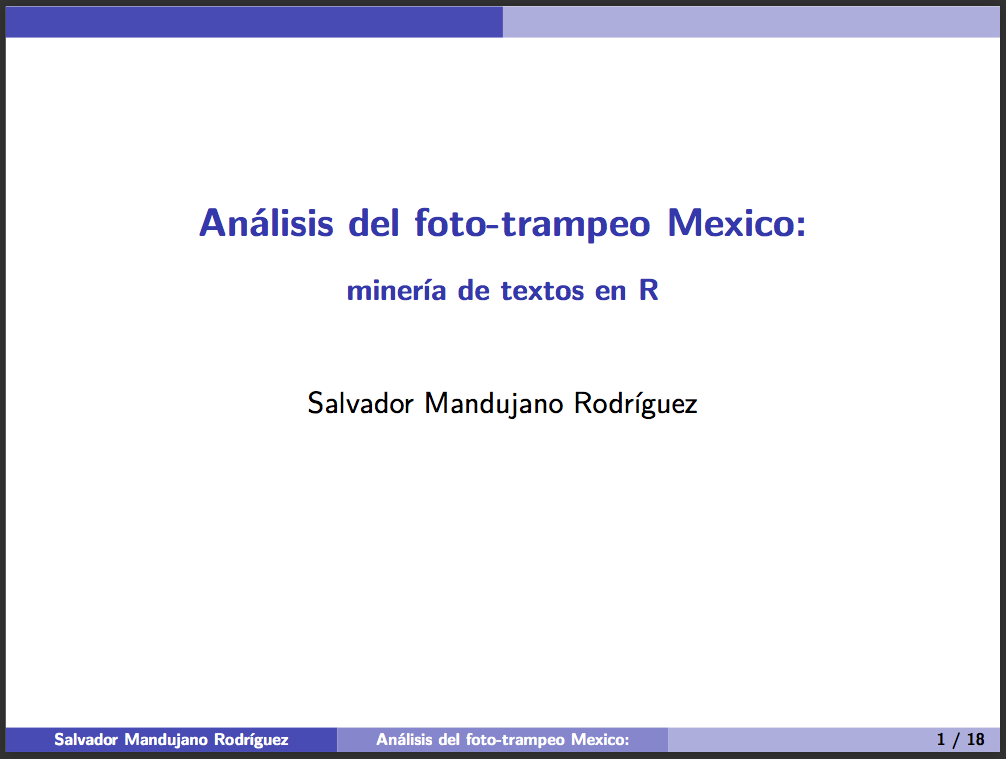 Análisis del foto-trampeo Mexico:
minería de textos en R
Salvador Mandujano Rodríguez
Salvador Mandujano Rodríguez Análisis del foto-trampeo Mexico: 1 / 18